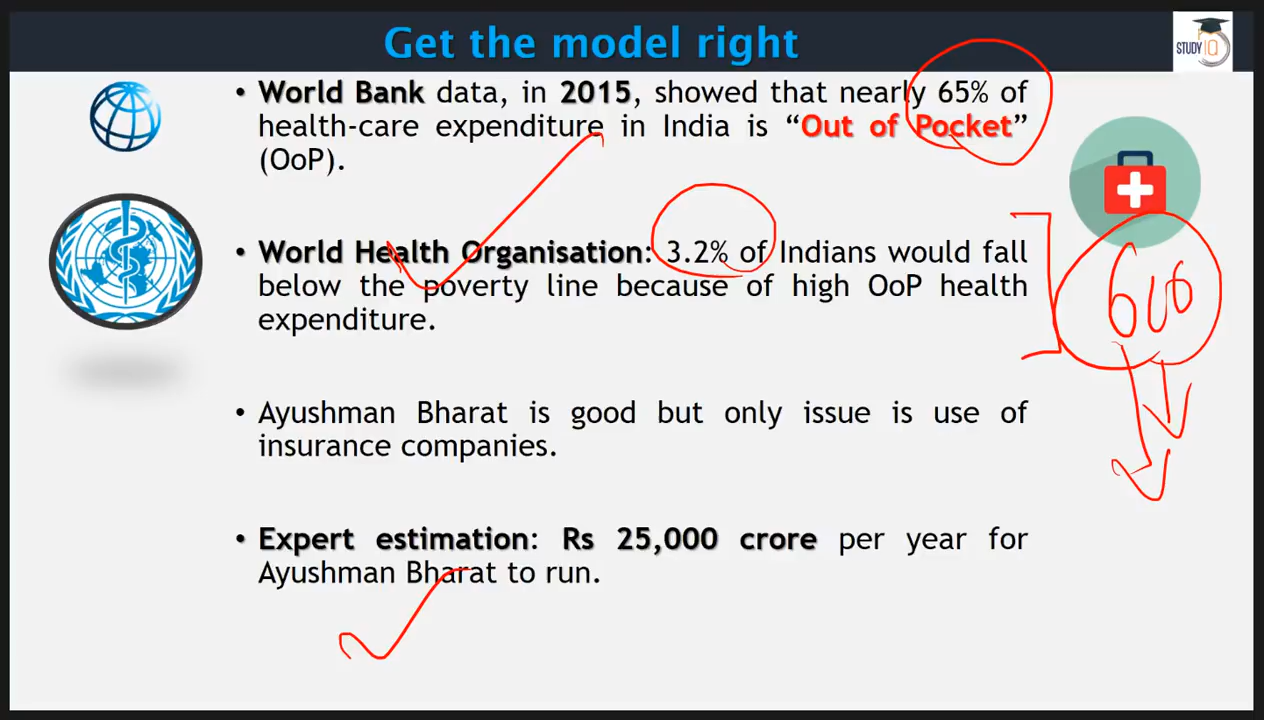 Get the model right
STUDY IQ
• World Bank data, in 2015, showed that nearly 65% of
health-care expenditure in India is “Out of Pocket”
(OoP).
• World Health Organisation: 3.2% of Indians would fall
below the poverty line because of high OoP health
expenditure.
• Ayushman Bharat is good but only issue is use of
insurance companies.
• Expert estimation: Rs 25,000 crore per year for
Ayushman Bharat to run.